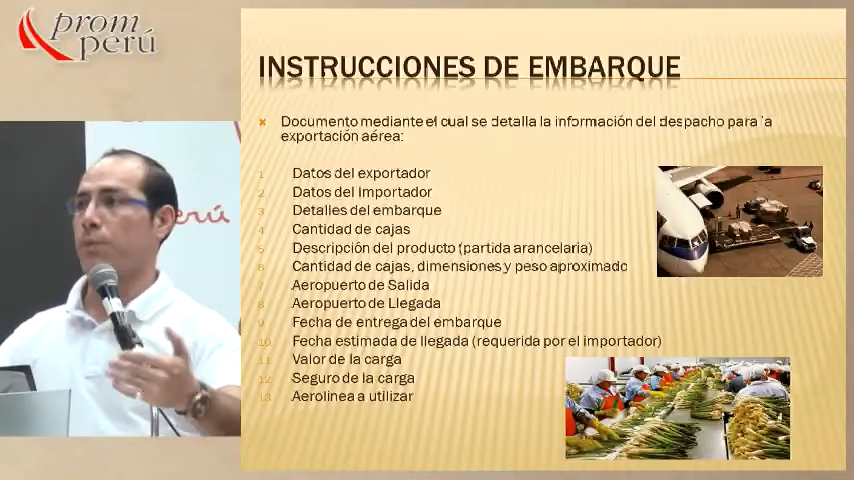 prom
perú
erú
INSTRUCCIONES DE EMBARQUE
Documento mediante el cual se detalla la información del despacho para la
exportación aérea:
1 Datos del exportador
2 Datos del importador
3 Detalles del embarque
4 Cantidad de cajas
5 Descripción del producto (partida arancelaria)
6 Cantidad de cajas, dimensiones y peso aproximado
7 Aeropuerto de Salida
8 Aeropuerto de Llegada
9 Fecha de entrega del embarque
10 Fecha estimada de llegada (requerida por el importador)
11 Valor de la carga
12 Seguro de la carga
13 Aerolinea a utilizar